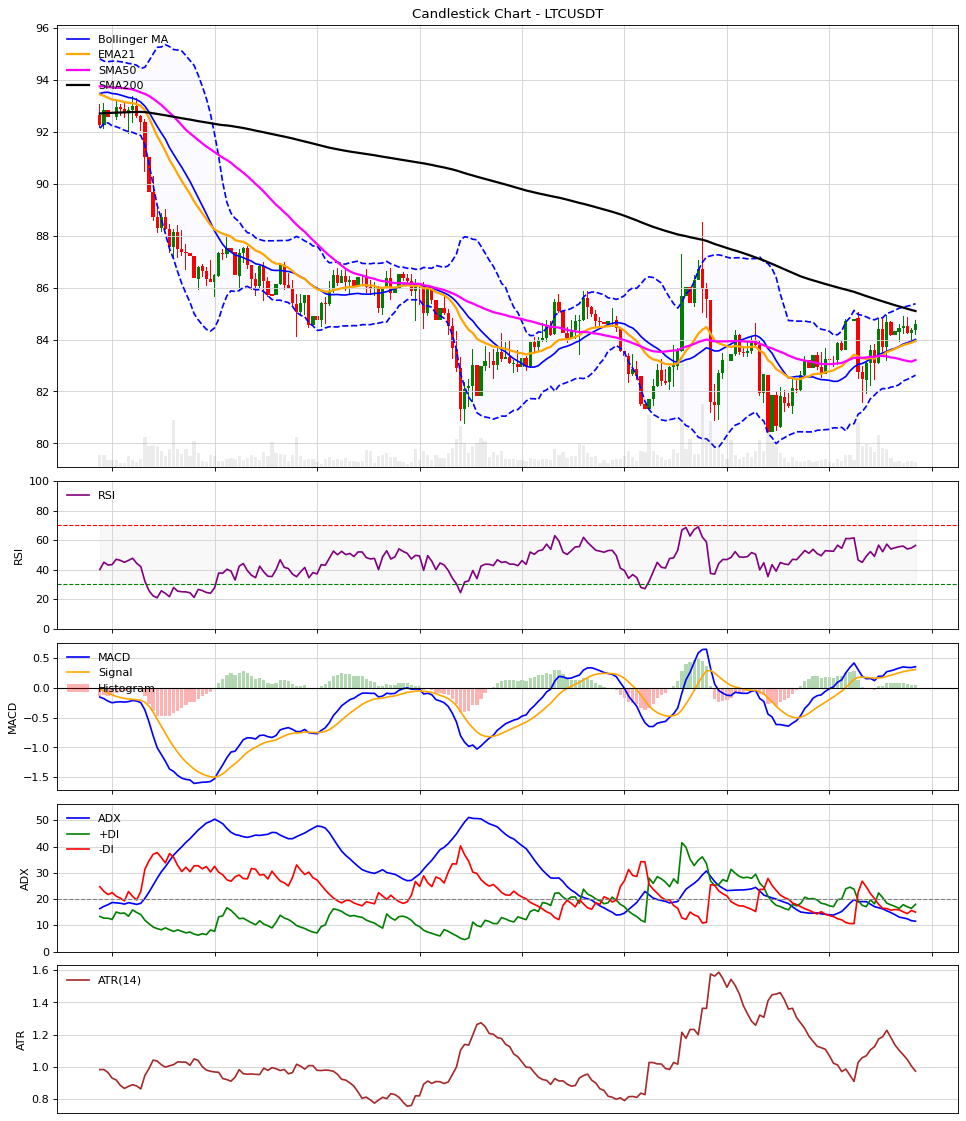 Candlestick Chart - LTCUSDT
96
94
92
90
88
86
84
82
80
Bollinger MA
EMA21
SMA50
SMA200
100
80
60
40
20
0
RSI
RSI
0.5
0.0
−0.5
−1.0
−1.5
MACD
MACD
Signal
Histogram
50
40
30
20
10
0
ADX
ADX
+DI
-DI
1.6
1.4
1.2
1.0
0.8
ATR
ATR(14)